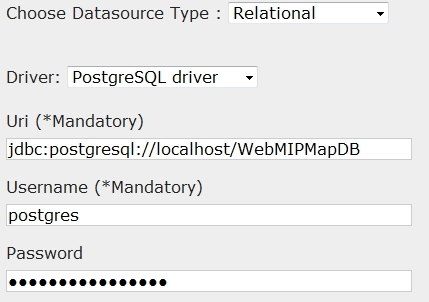 Choose Datasource Type : Relational
Driver: PostgreSQL driver
Uri (*Mandatory)
jdbc:postgresql://localhost/WebMIPMapDB
Username (*Mandatory)
postgres
Password
●●●●●●●●●●●●●●●●